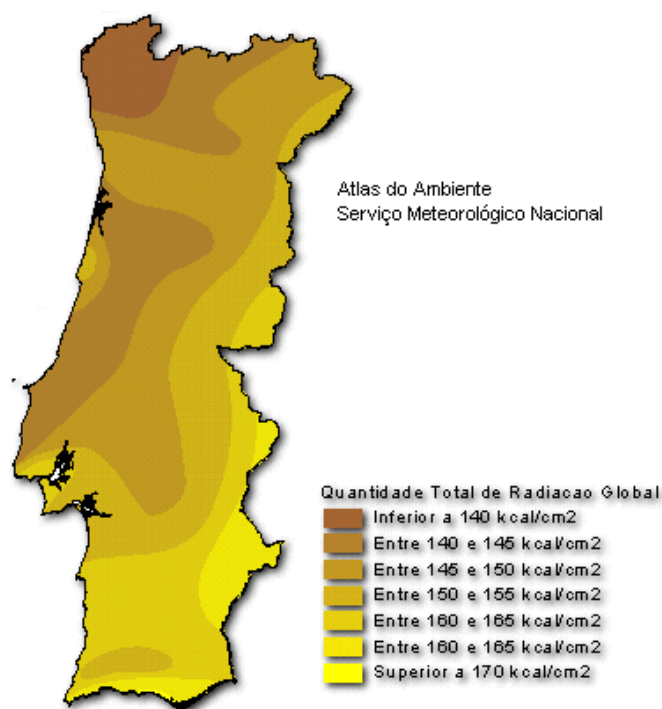 Atlas do Ambiente
Serviço Meteorológico Nacional
Quantidade Total de Radiacao Global
Inferior a 140 kcal/cm2
Entre 140 e 145 kcal/cm2
Entre 145 e 150 kcal/cm2
Entre 150 e 155 kcal/cm2
Entre 160 e 165 kcal/cm2
Entre 160 e 165 kcal/cm2
Superior a 170 kcal/cm2